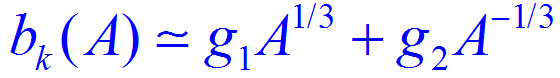 b_k(A) ≃ g_1 A^{1/3} + g_2 A^{-1/3}